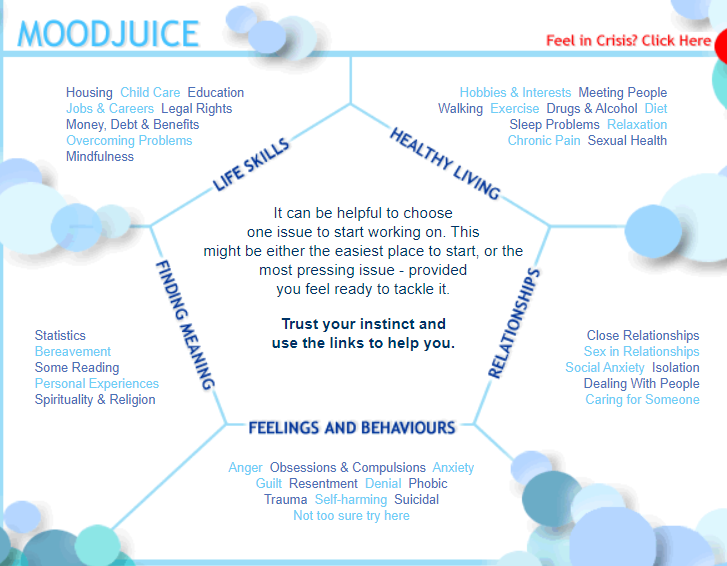 MOODJUICE
Feel in Crisis? Click Here
Housing Child Care Education
Jobs & Careers Legal Rights
Money, Debt & Benefits
Overcoming Problems
Mindfulness
LIFE SKILLS
Hobbies & Interests Meeting People
Walking Exercise Drugs & Alcohol Diet
Sleep Problems Relaxation
Chronic Pain Sexual Health
HEALTHY LIVING
It can be helpful to choose
one issue to start working on. This
might be either the easiest place to start, or the
most pressing issue - provided
you feel ready to tackle it.
Trust your instinct and
use the links to help you.
FINDING MEANING
Statistics
Bereavement
Some Reading
Personal Experiences
Spirituality & Religion
RELATIONSHIPS
Close Relationships
Sex in Relationships
Social Anxiety Isolation
Dealing With People
Caring for Someone
FEELINGS AND BEHAVIOURS
Anger Obsessions & Compulsions Anxiety
Guilt Resentment Denial Phobic
Trauma Self-harming Suicidal
Not too sure try here